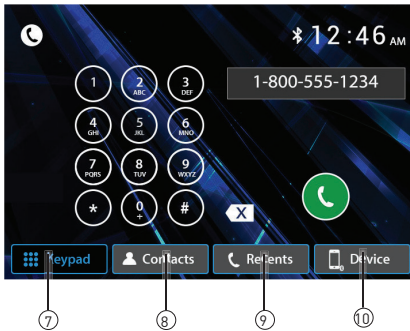 12:46 AM
1-800-555-1234
1
2 ABC
3 DEF
4 GHI
5 JKL
6 MNO
7 PQRS
8 TUV
9 WXYZ
*
0 +
#
X
Keypad
Contacts
Recents
Device
7
8
9
10